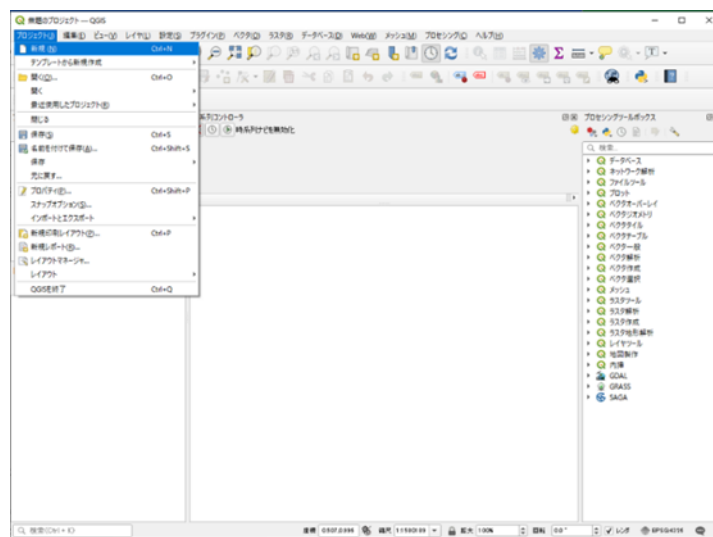 無題のプロジェクト — QGIS
プロジェクト(J) 編集(E) ビュー(V) レイヤ(L) 設定(S) プラグイン(P) ベクタ(O) ラスタ(R) データベース(D) Web(W) メッシュ(M) プロセシング(C) ヘルプ(H)
新規(N) Ctrl+N
テンプレートから新規作成
開く(O)... Ctrl+O
開く
最近使用したプロジェクト(R)
閉じる
保存(S) Ctrl+S
名前を付けて保存(A)... Ctrl+Shift+S
保存
元に戻す...
プロパティ(P)... Ctrl+Shift+P
スナップオプション(S)...
インポートとエクスポート
新規印刷レイアウト(P)... Ctrl+P
新規レポート(R)...
レイアウトマネージャ...
レイアウト
QGISを終了 Ctrl+Q
系列コントローラ
時系列ナビを無効化
プロセシングツールボックス
検索...
データベース
ネットワーク解析
ファイルツール
プロット
ベクタオーバーレイ
ベクタジオメトリ
ベクタタイル
ベクタテーブル
ベクタ一般
ベクタ解析
ベクタ作成
ベクタ選択
メッシュ
ラスタツール
ラスタ解析
ラスタ作成
ラスタ地形解析
レイヤツール
地図製作
内挿
GDAL
GRASS
SAGA
検索(Ctrl + K)
座標
縮尺
拡大 100%
回転 0.0 °
レンダ
EPSG:4326